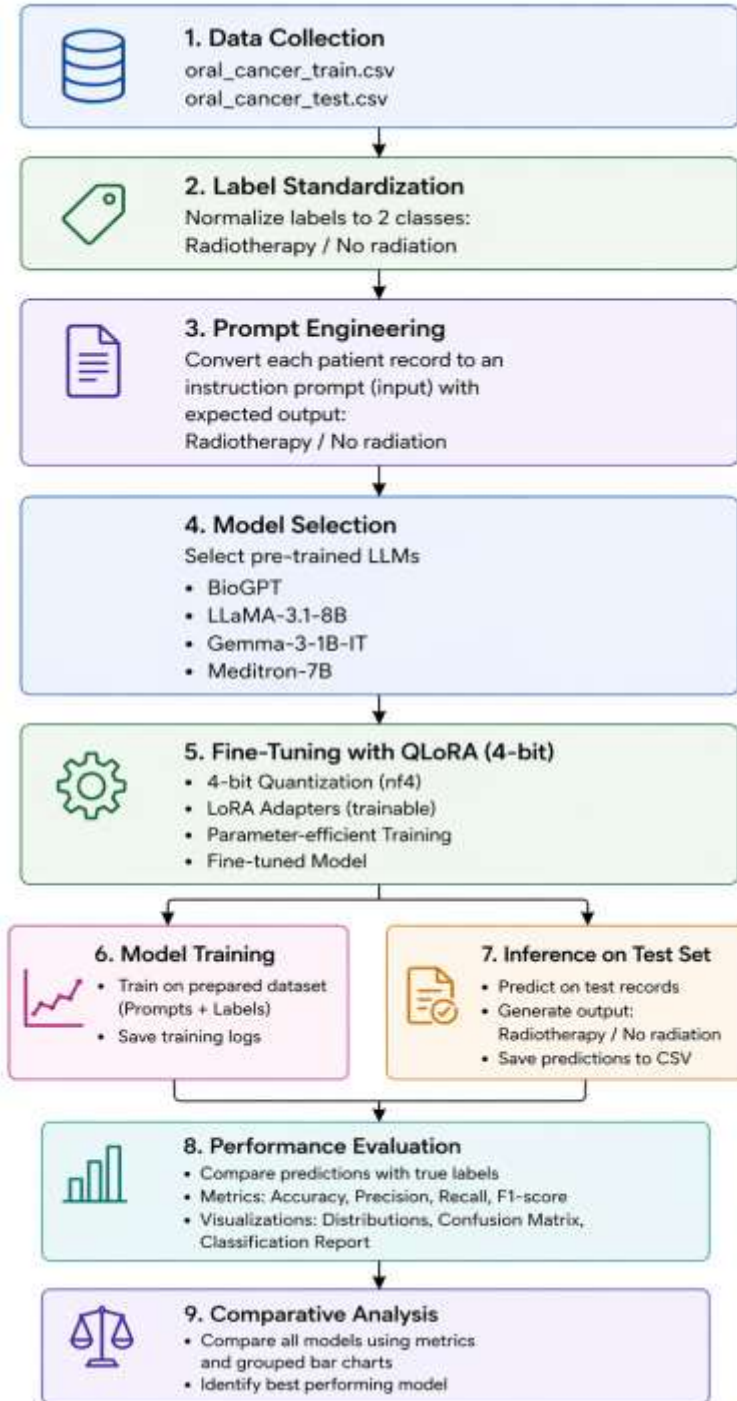 1. Data Collection
oral_cancer_train.csv
oral_cancer_test.csv
2. Label Standardization
Normalize labels to 2 classes:
Radiotherapy / No radiation
3. Prompt Engineering
Convert each patient record to an
instruction prompt (input) with
expected output:
Radiotherapy / No radiation
4. Model Selection
Select pre-trained LLMs
• BioGPT
• LLaMA-3.1-8B
• Gemma-3-1B-IT
• Meditron-7B
5. Fine-Tuning with QLoRA (4-bit)
• 4-bit Quantization (nf4)
• LoRA Adapters (trainable)
• Parameter-efficient Training
• Fine-tuned Model
6. Model Training
• Train on prepared dataset
(Prompts + Labels)
• Save training logs
7. Inference on Test Set
• Predict on test records
• Generate output:
Radiotherapy / No radiation
• Save predictions to CSV
8. Performance Evaluation
• Compare predictions with true labels
• Metrics: Accuracy, Precision, Recall, F1-score
• Visualizations: Distributions, Confusion Matrix,
Classification Report
9. Comparative Analysis
• Compare all models using metrics
and grouped bar charts
• Identify best performing model